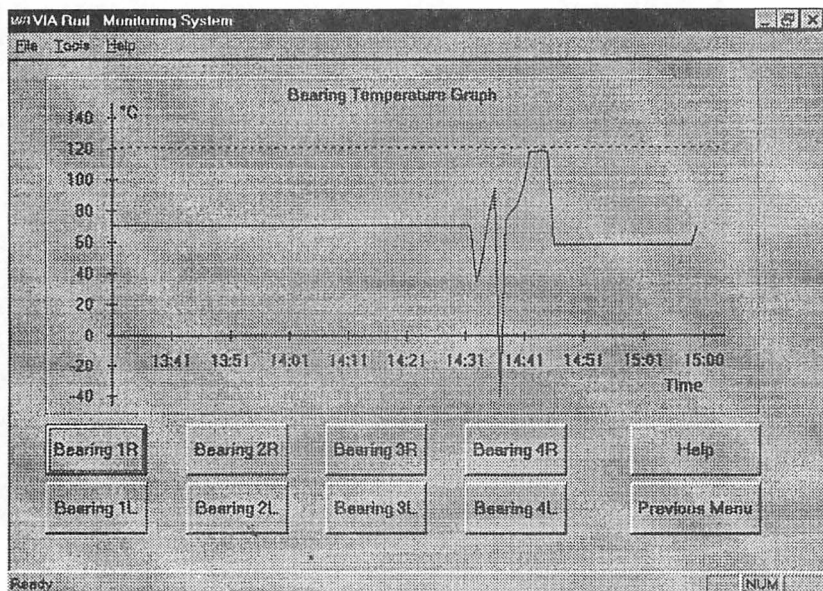 VIA Rail Monitoring System
File Tools Help
Bearing Temperature Graph
°C
140
120
100
80
60
40
20
0
-20
-40
13:41 13:51 14:01 14:11 14:21 14:31 14:41 14:51 15:01 15:00
Time
Bearing 1R Bearing 2R Bearing 3R Bearing 4R Help
Bearing 1L Bearing 2L Bearing 3L Bearing 4L Previous Menu
Ready NUM